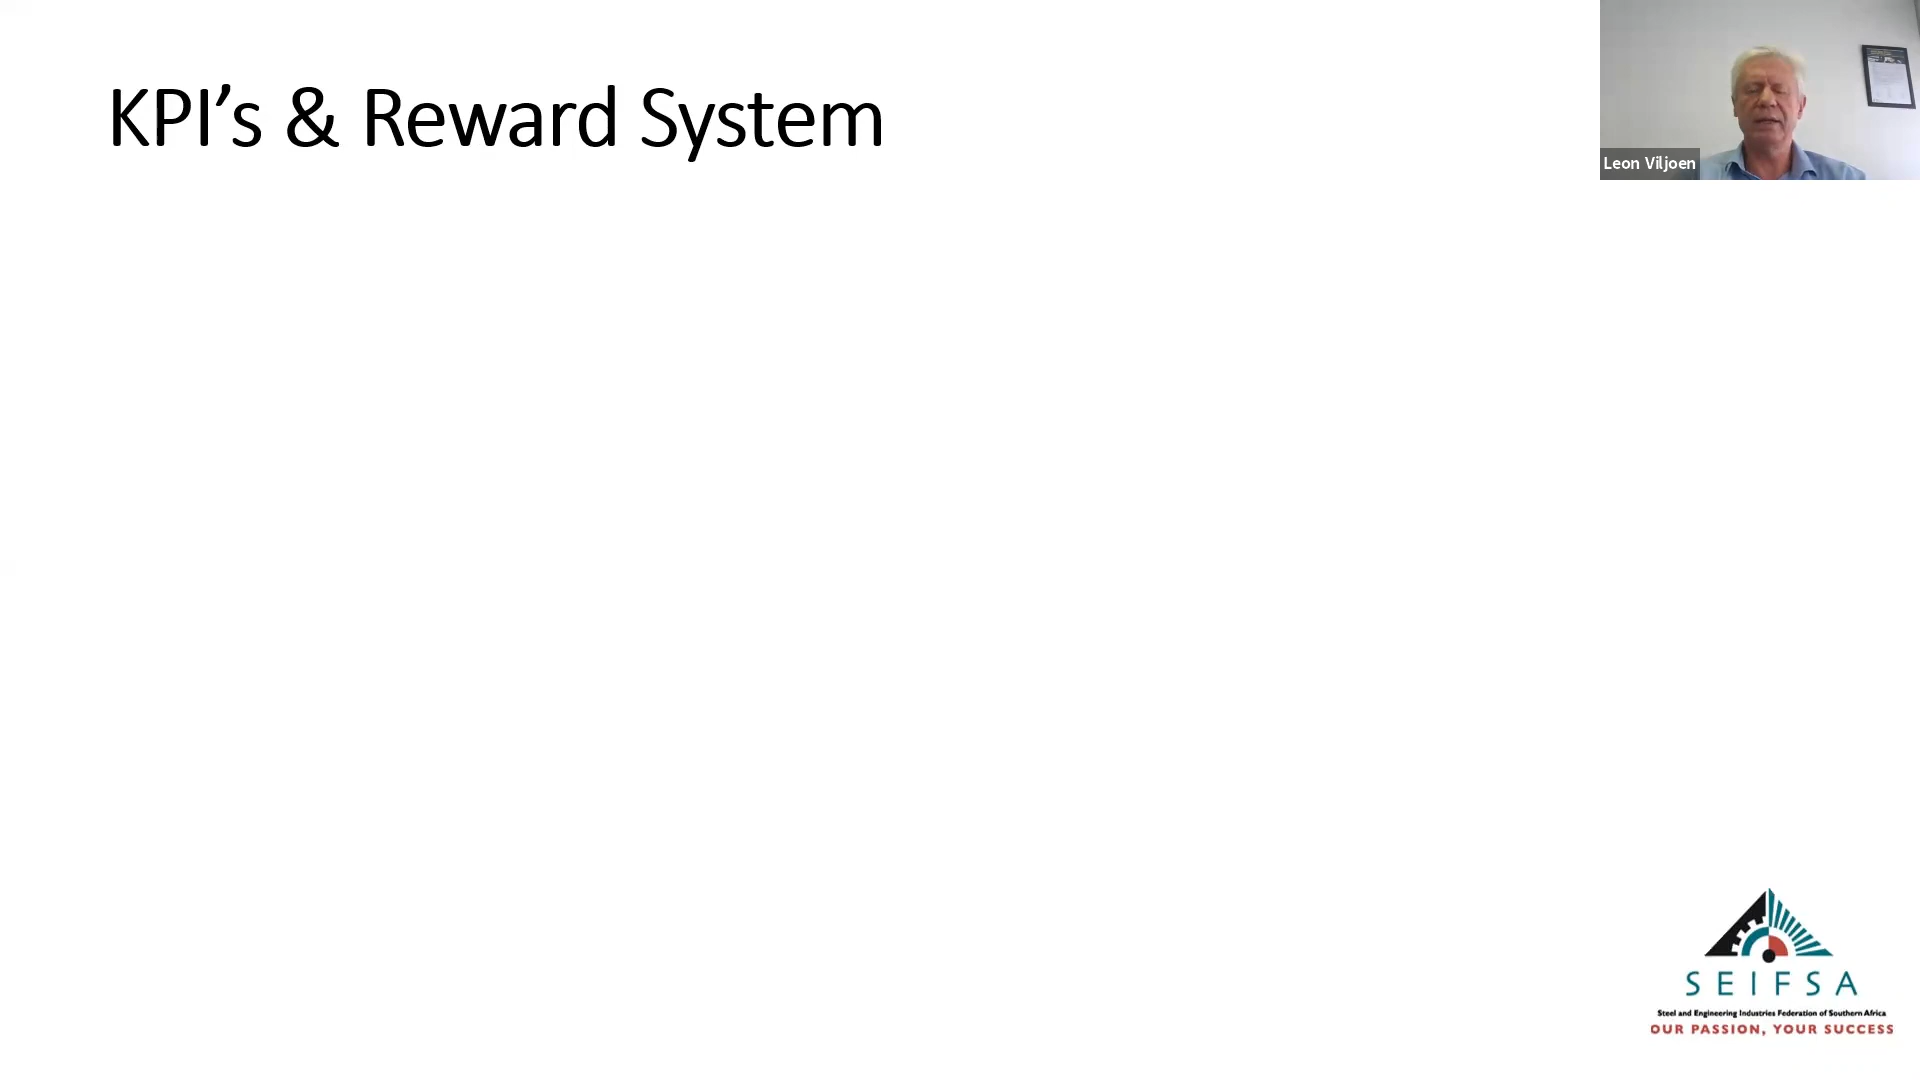 KPI’s & Reward System
Leon Viljoen
SEIFSA
Steel and Engineering Industries Federation of Southern Africa
OUR PASSION, YOUR SUCCESS